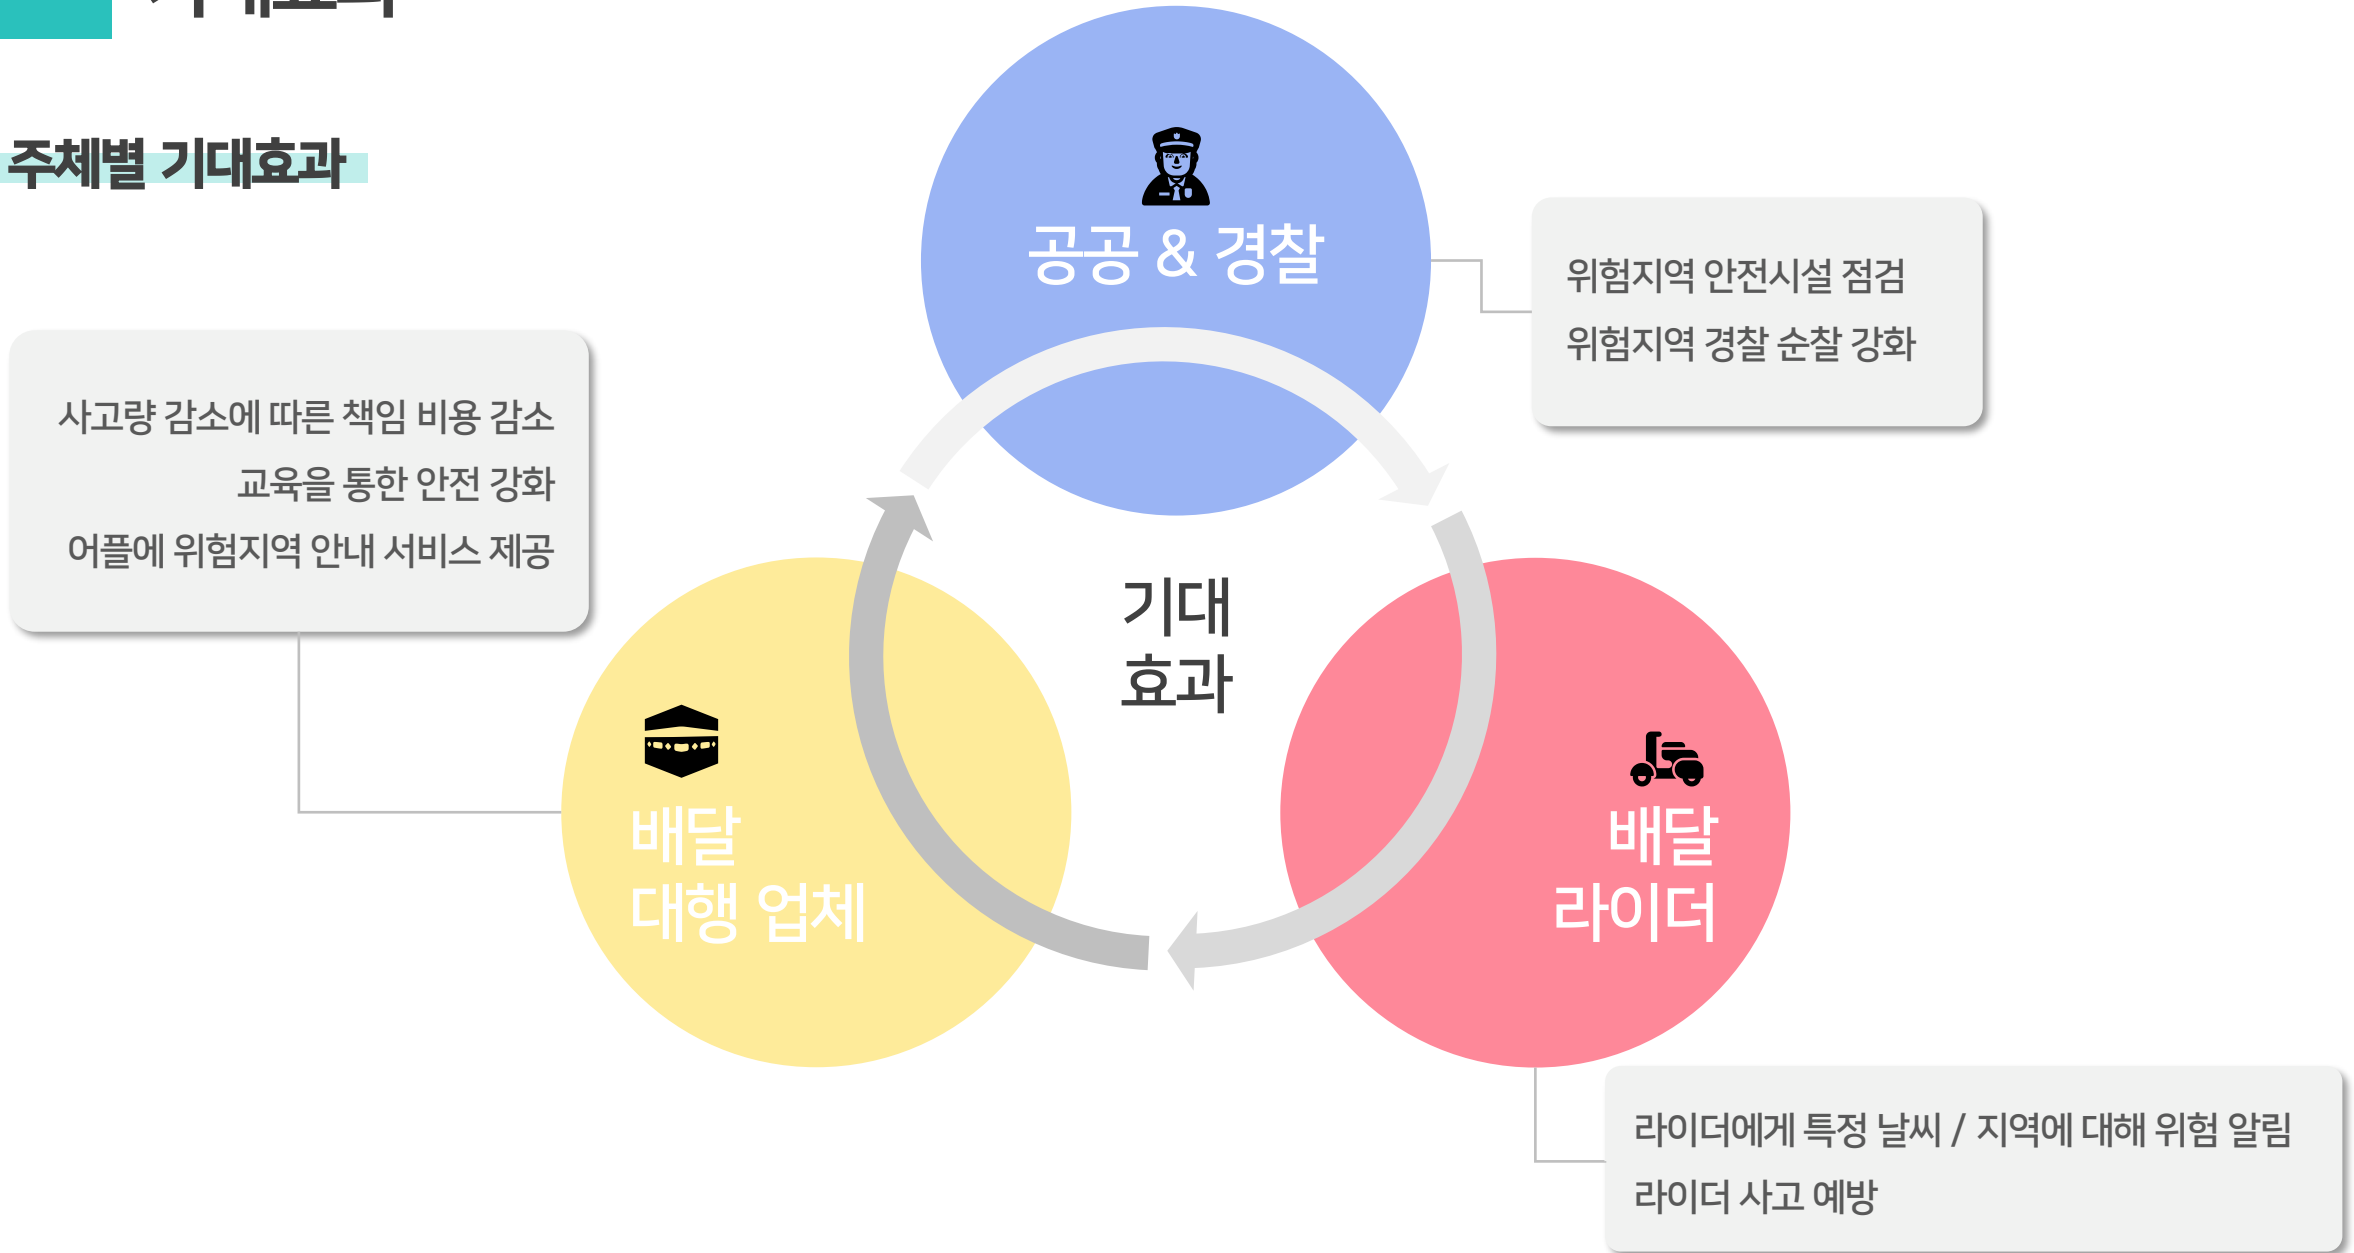 기대효과
주체별 기대효과
공공 & 경찰
위험지역 안전시설 점검
위험지역 경찰 순찰 강화
사고량 감소에 따른 책임 비용 감소
교육을 통한 안전 강화
어플에 위험지역 안내 서비스 제공
기대
효과
배달
대행 업체
배달
라이더
라이더에게 특정 날씨 / 지역에 대해 위험 알림
라이더 사고 예방